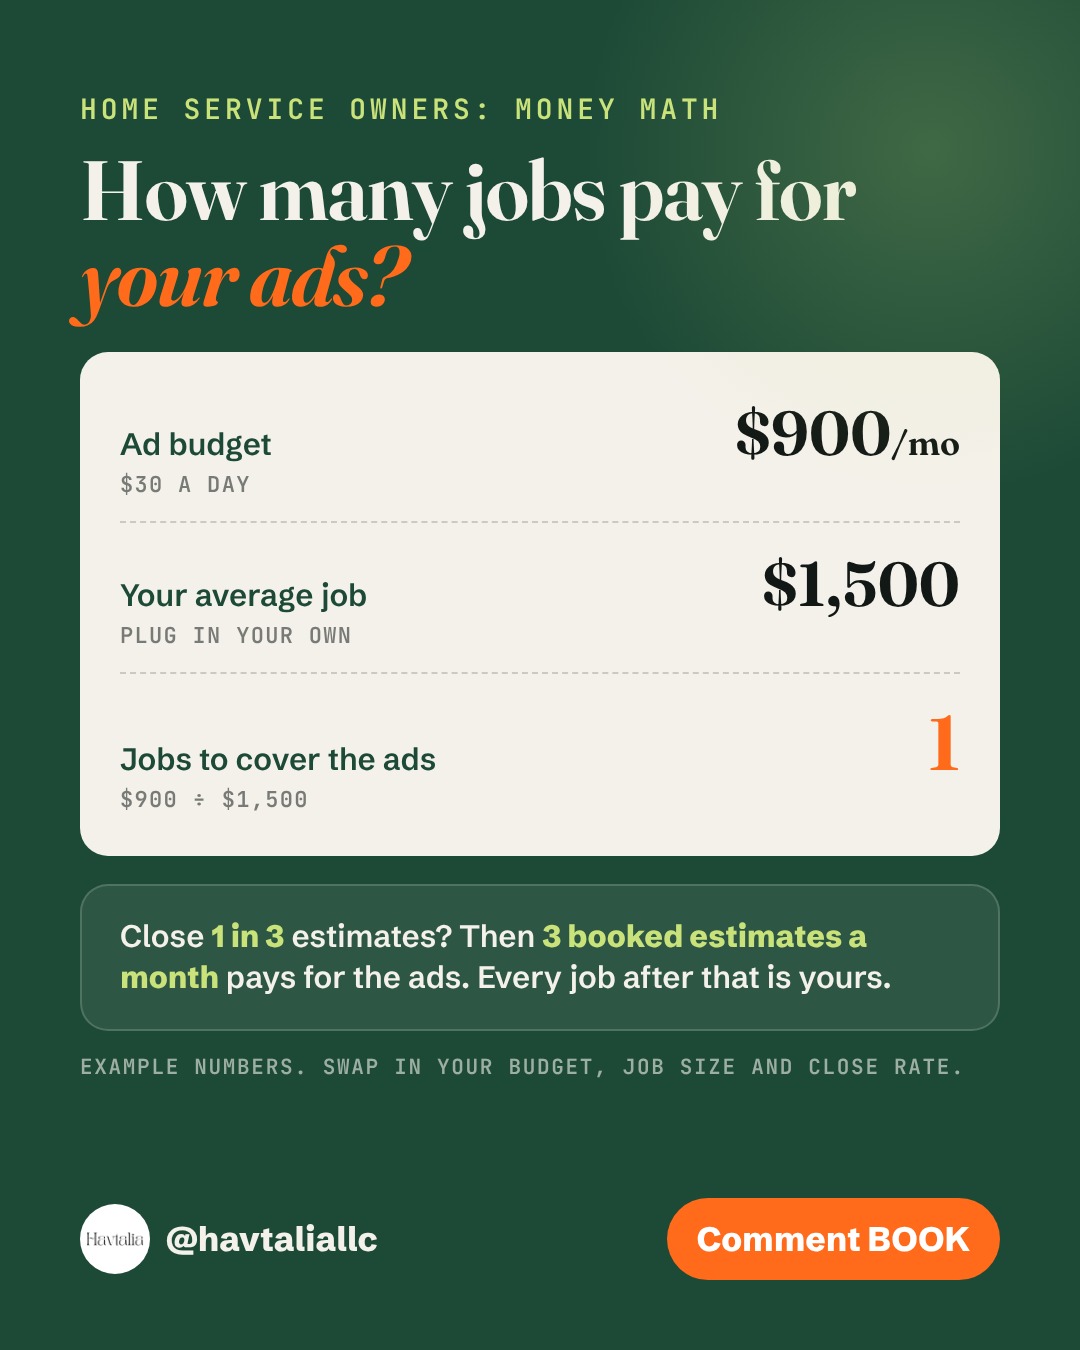 HOME SERVICE OWNERS: MONEY MATH
How many jobs pay for
your ads?
Ad budget
$900/mo
$30 A DAY
Your average job
$1,500
PLUG IN YOUR OWN
Jobs to cover the ads
1
$900 ÷ $1,500
Close 1 in 3 estimates? Then 3 booked estimates a
month pays for the ads. Every job after that is yours.
EXAMPLE NUMBERS. SWAP IN YOUR BUDGET, JOB SIZE AND CLOSE RATE.
Havtalia
@havtaliallc
Comment BOOK